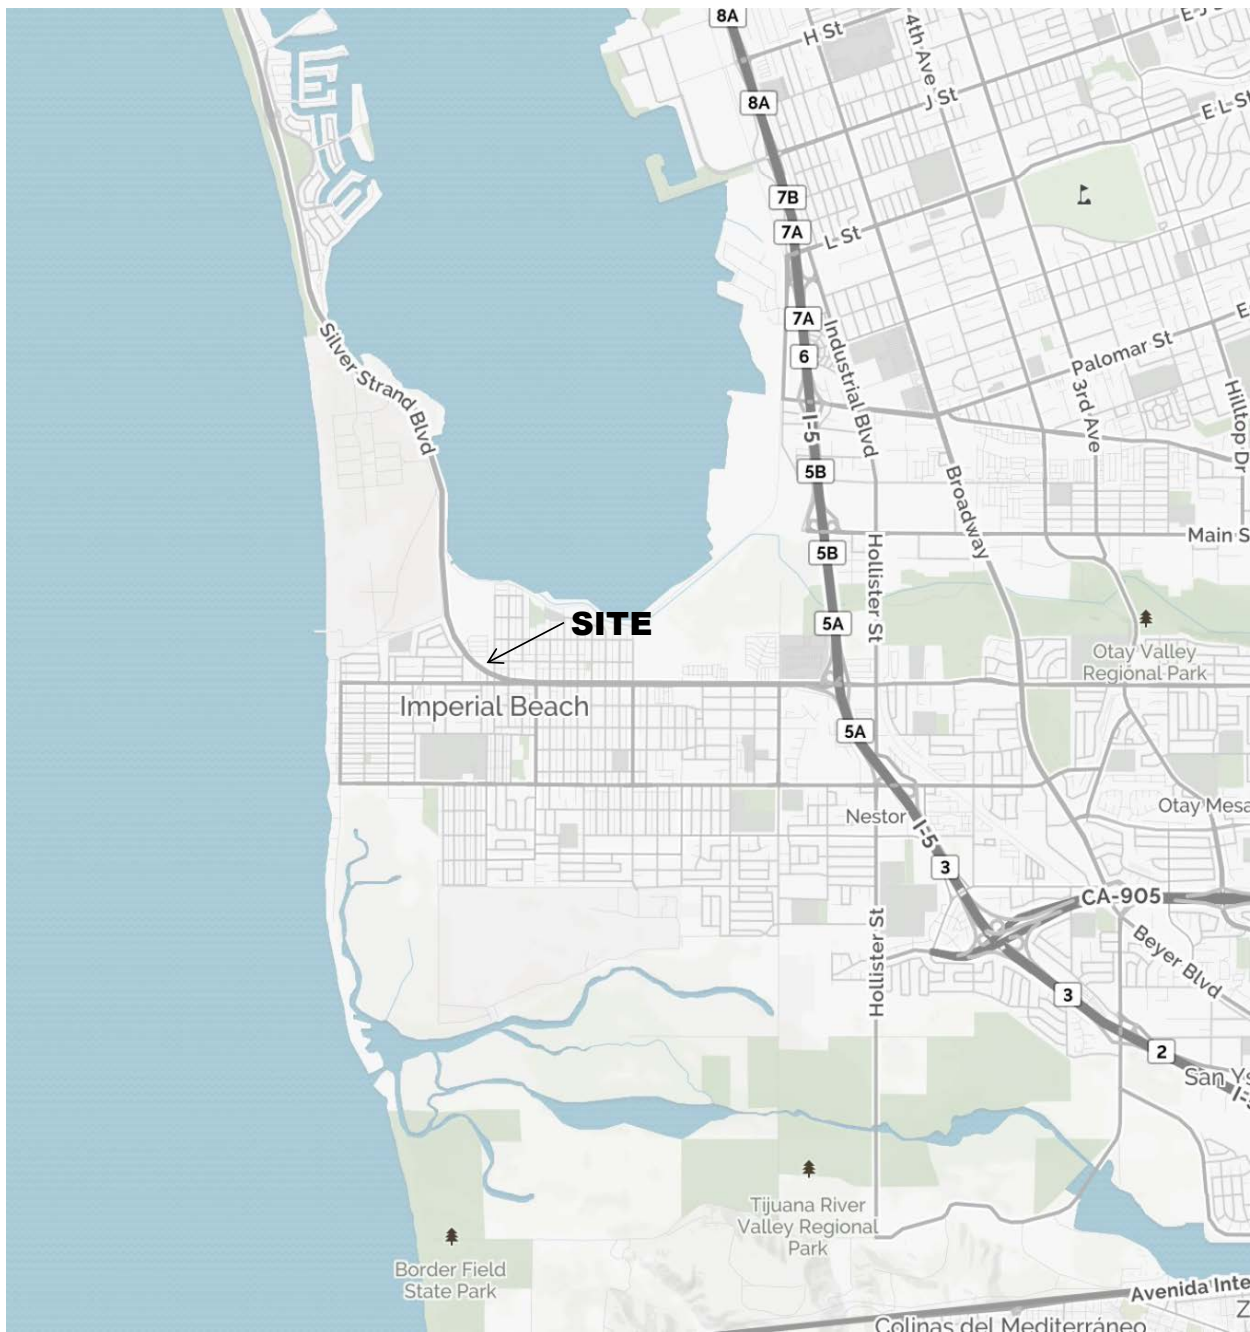 8A
H St
4th Ave
8A
J St
E L St
7B
7A
L St
7A
6
Industrial Blvd
Palomar St
3rd Ave
Hilltop Dr
Silver Strand Blvd
I-5
5B
Broadway
5B
Hollister St
Main S
5A
SITE
Otay Valley
Regional Park
Imperial Beach
5A
Otay Mesa
Nestor
I-5
3
CA-905
Hollister St
Beyer Blvd
3
2
San Ys
I-5
Tijuana River
Valley Regional
Park
Border Field
State Park
Avenida Inte
Colinas del Mediterráneo
Z